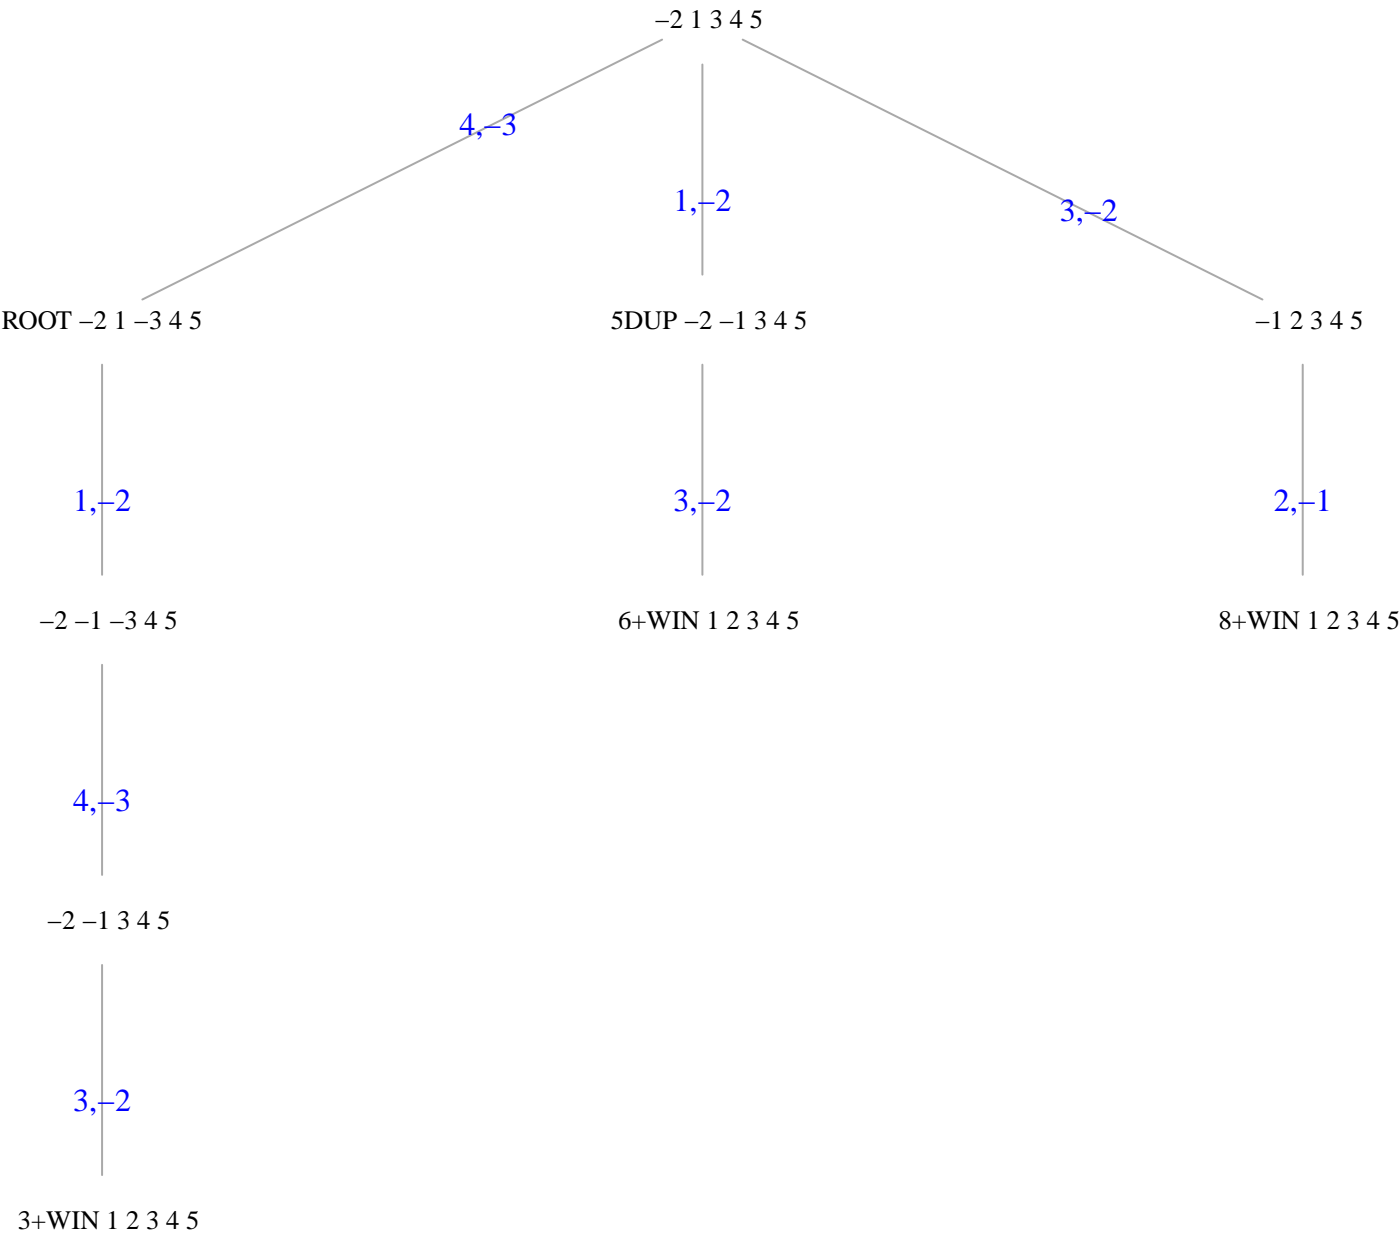 –2 1 3 4 5
4,–3
1,–2
3,–2
ROOT –2 1 –3 4 5
5DUP –2 –1 3 4 5
–1 2 3 4 5
1,–2
3,–2
2,–1
–2 –1 –3 4 5
6+WIN 1 2 3 4 5
8+WIN 1 2 3 4 5
4,–3
–2 –1 3 4 5
3,–2
3+WIN 1 2 3 4 5